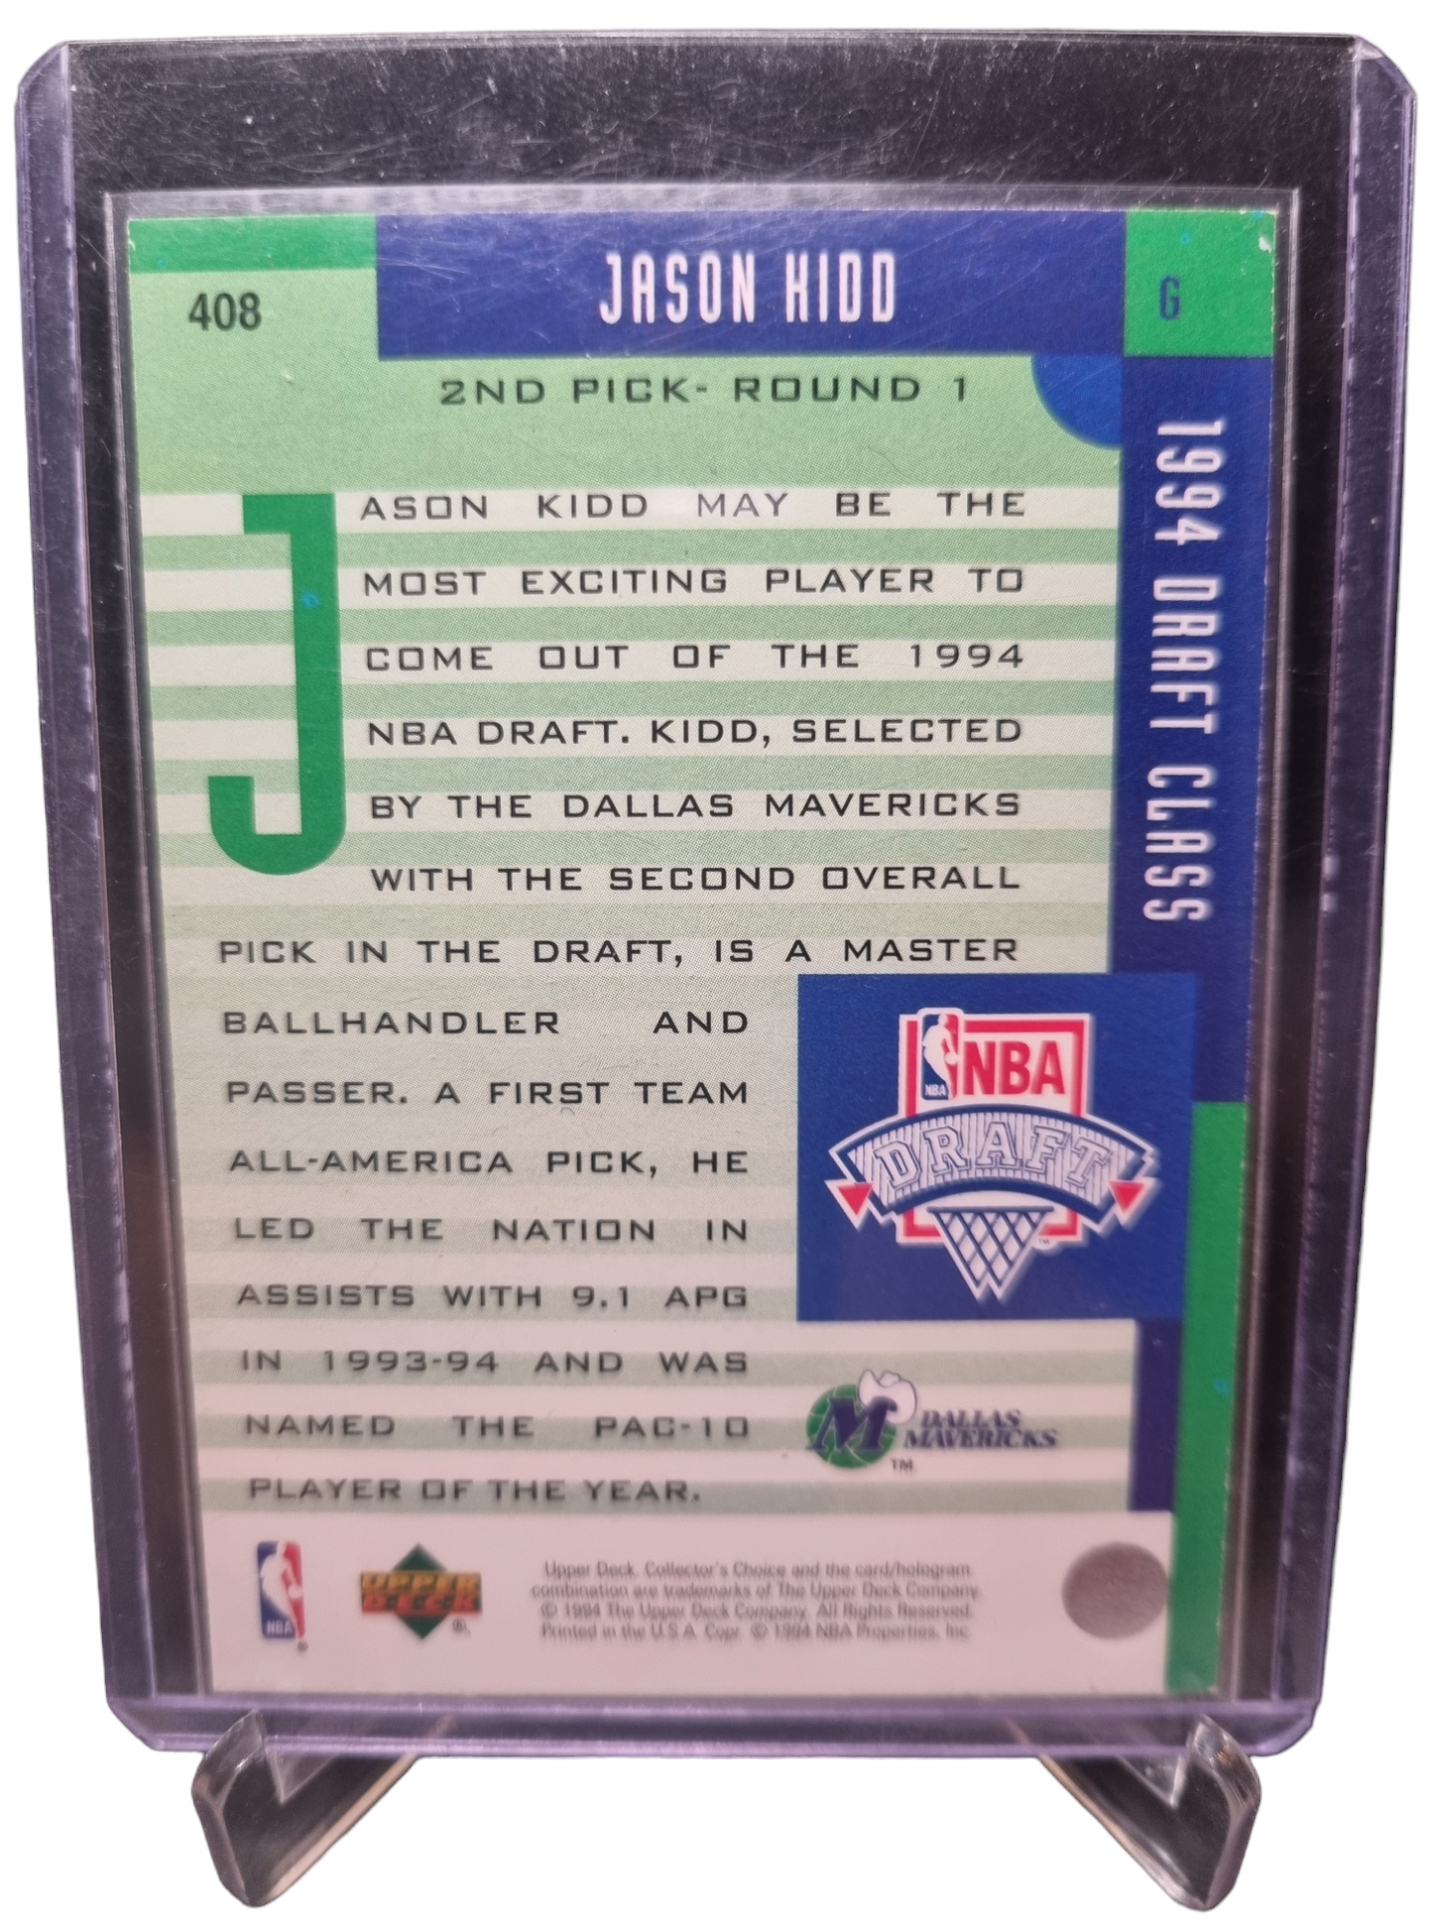 408
JASON KIDD
G
2ND PICK- ROUND 1
1994 DRAFT CLASS
JASON KIDD MAY BE THE
MOST EXCITING PLAYER TO
COME OUT OF THE 1994
NBA DRAFT. KIDD, SELECTED
BY THE DALLAS MAVERICKS
WITH THE SECOND OVERALL
PICK IN THE DRAFT, IS A MASTER
BALLHANDLER AND
PASSER. A FIRST TEAM
ALL-AMERICA PICK, HE
LED THE NATION IN
ASSISTS WITH 9.1 APG
IN 1993-94 AND WAS
NAMED THE PAC-10
PLAYER OF THE YEAR.
NBA
NBA
DRAFT
TM
M
DALLAS
MAVERICKS
TM
NBA
®
UPPER
DECK
®
Upper Deck, Collector's Choice and the card/hologram
combination are trademarks of The Upper Deck Company.
© 1994 The Upper Deck Company. All Rights Reserved.
Printed in the U.S.A. Copr. © 1994 NBA Properties, Inc.